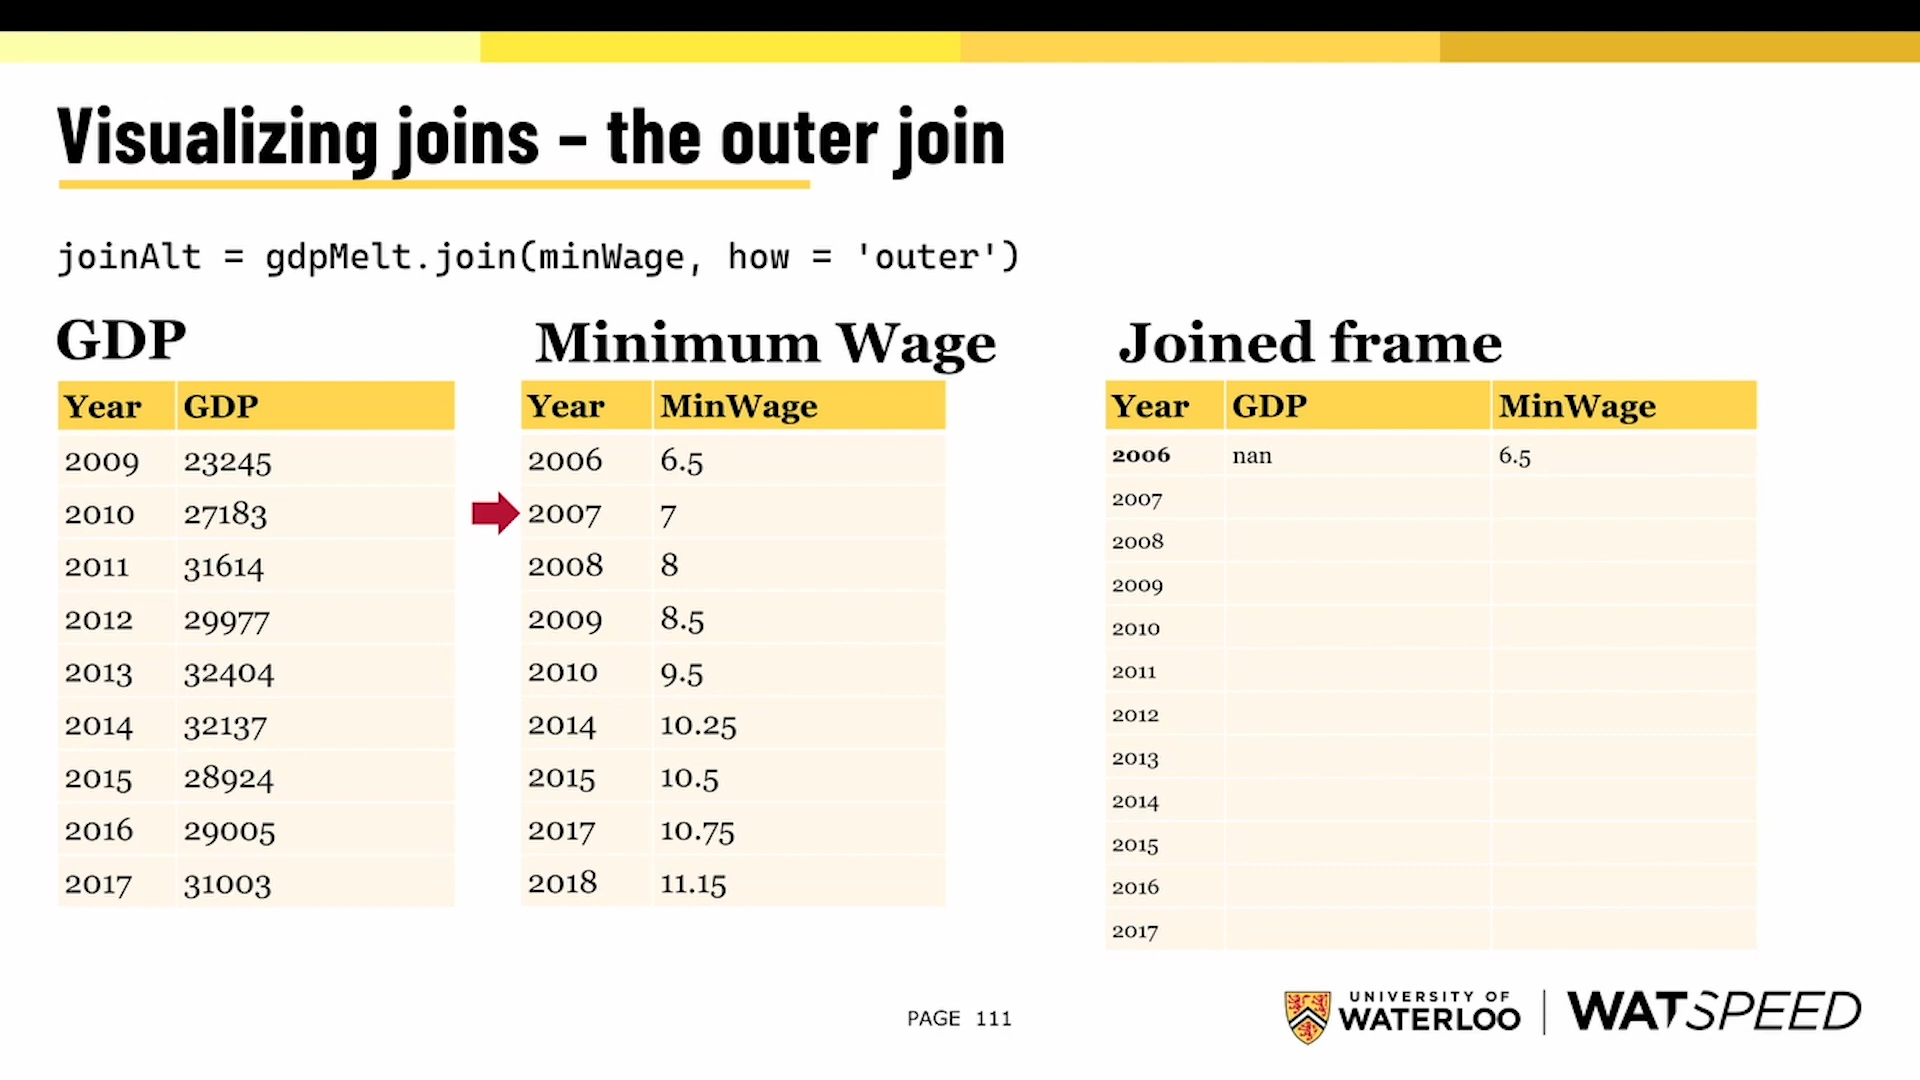 Visualizing joins – the outer join
joinAlt = gdpMelt.join(minWage, how = 'outer')
GDP
Year GDP
2009 23245
2010 27183
2011 31614
2012 29977
2013 32404
2014 32137
2015 28924
2016 29005
2017 31003
Minimum Wage
Year MinWage
2006 6.5
2007 7
2008 8
2009 8.5
2010 9.5
2014 10.25
2015 10.5
2017 10.75
2018 11.15
Joined frame
Year GDP MinWage
2006 nan 6.5
2007
2008
2009
2010
2011
2012
2013
2014
2015
2016
2017
PAGE 111
UNIVERSITY OF
WATERLOO
WATSPEED